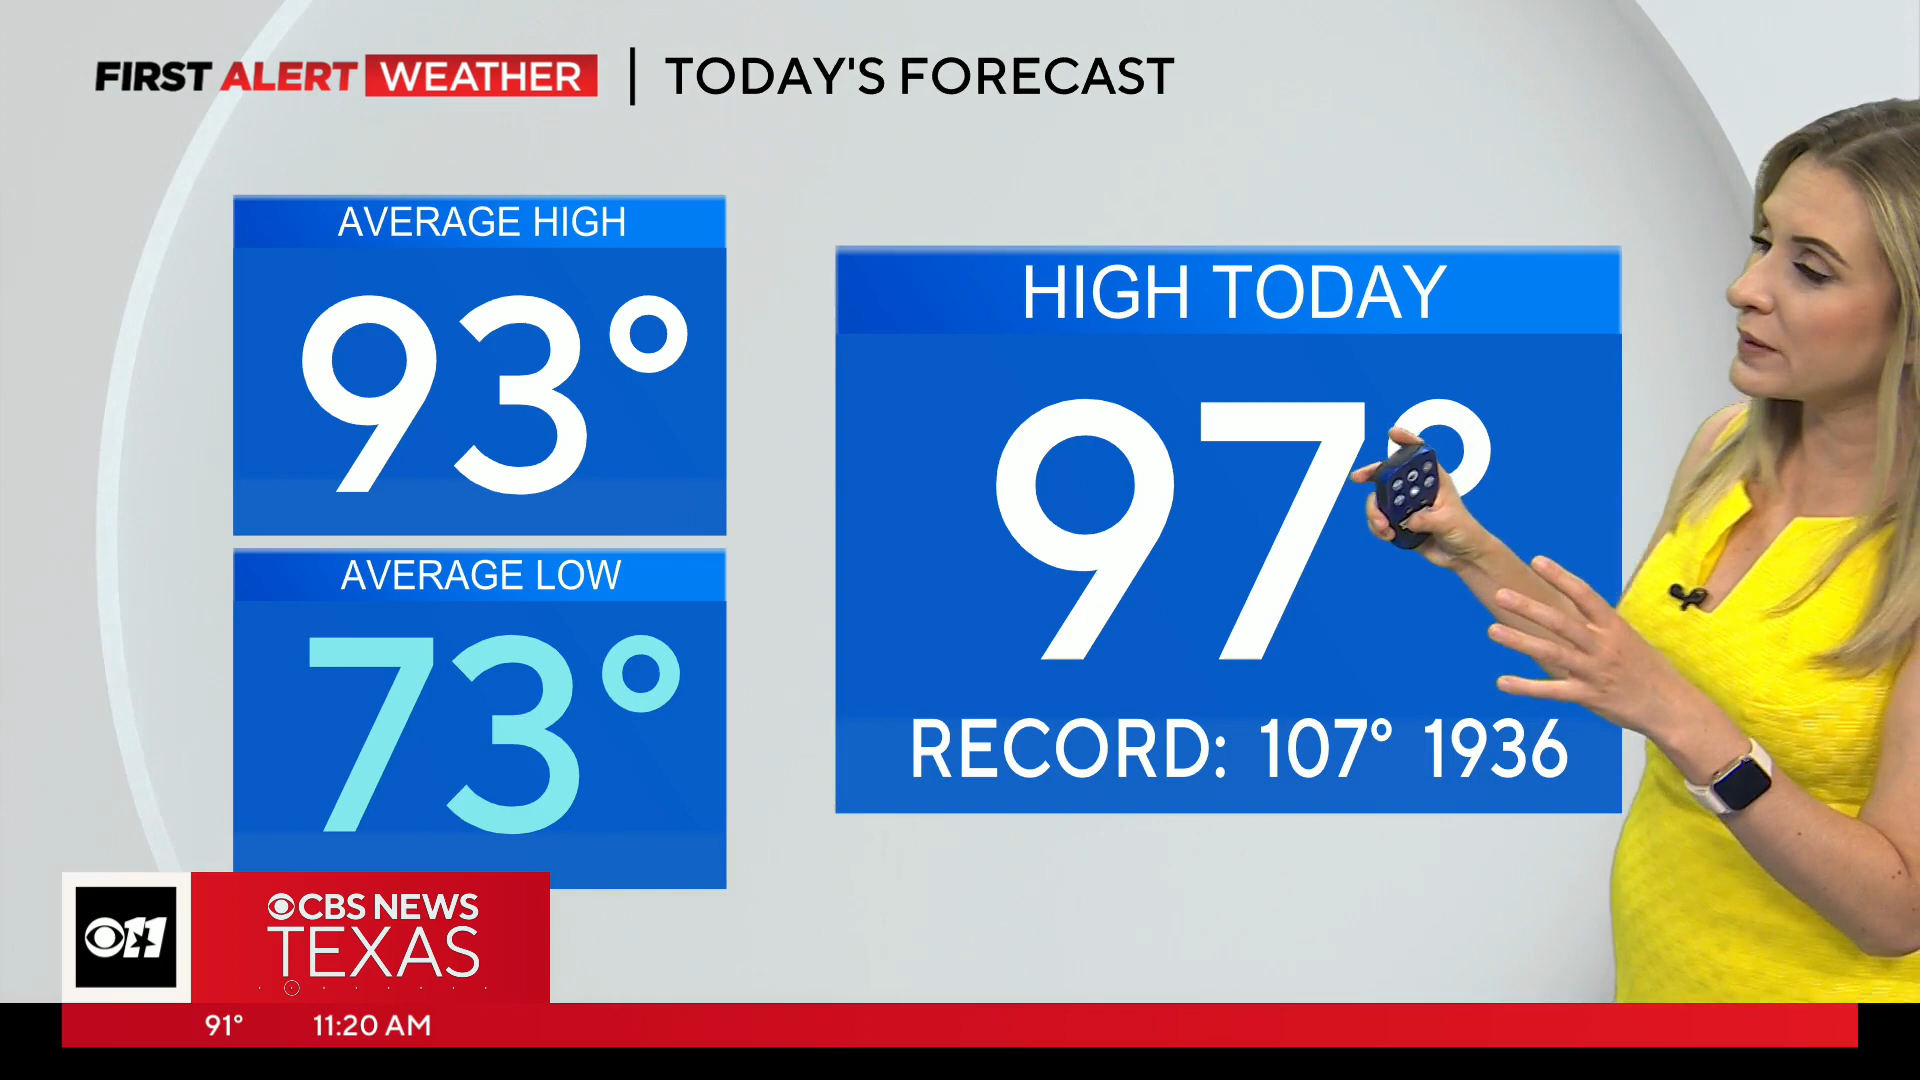 FIRST ALERT WEATHER | TODAY'S FORECAST
AVERAGE HIGH
93°
AVERAGE LOW
73°
HIGH TODAY
97°
RECORD: 107° 1936
11
CBS NEWS
TEXAS
91° 11:20 AM